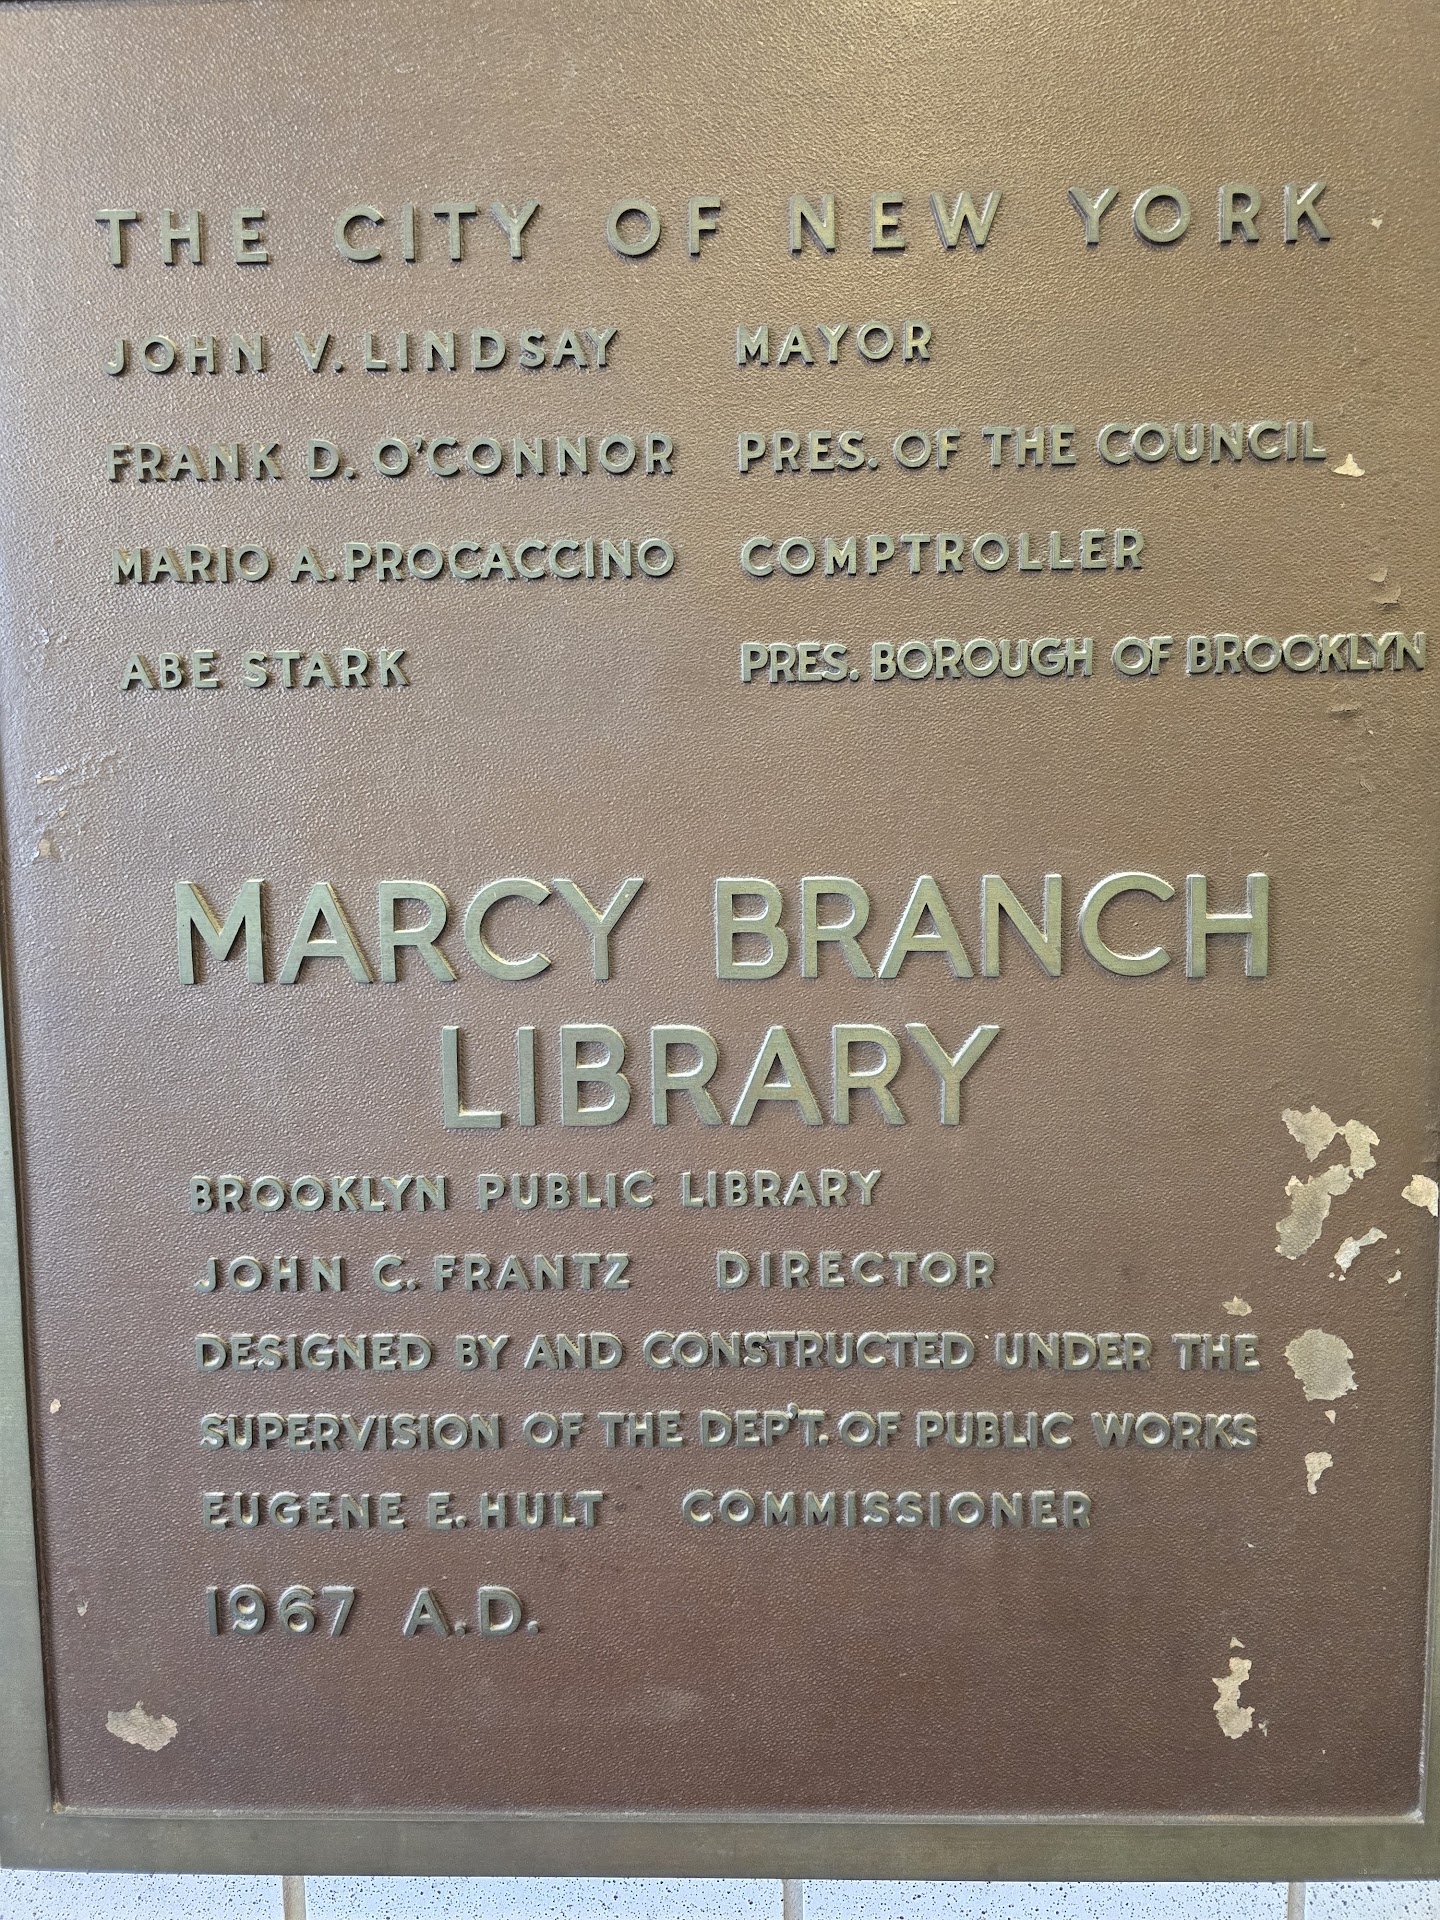 THE CITY OF NEW YORK
JOHN V. LINDSAY MAYOR
FRANK D. O'CONNOR PRES. OF THE COUNCIL
MARIO A. PROCACCINO COMPTROLLER
ABE STARK PRES. BOROUGH OF BROOKLYN
MARCY BRANCH
LIBRARY
BROOKLYN PUBLIC LIBRARY
JOHN C. FRANTZ DIRECTOR
DESIGNED BY AND CONSTRUCTED UNDER THE
SUPERVISION OF THE DEP'T. OF PUBLIC WORKS
EUGENE E. HULT COMMISSIONER
1967 A.D.